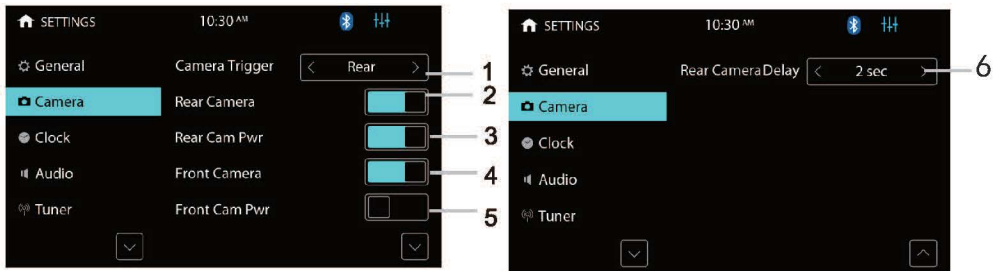 SETTINGS 10:30 AM
General Camera Trigger < Rear > 1
Camera Rear Camera 2
Clock Rear Cam Pwr 3
Audio Front Camera 4
Tuner Front Cam Pwr 5
SETTINGS 10:30 AM
General Rear Camera Delay < 2 sec > 6
Camera
Clock
Audio
Tuner